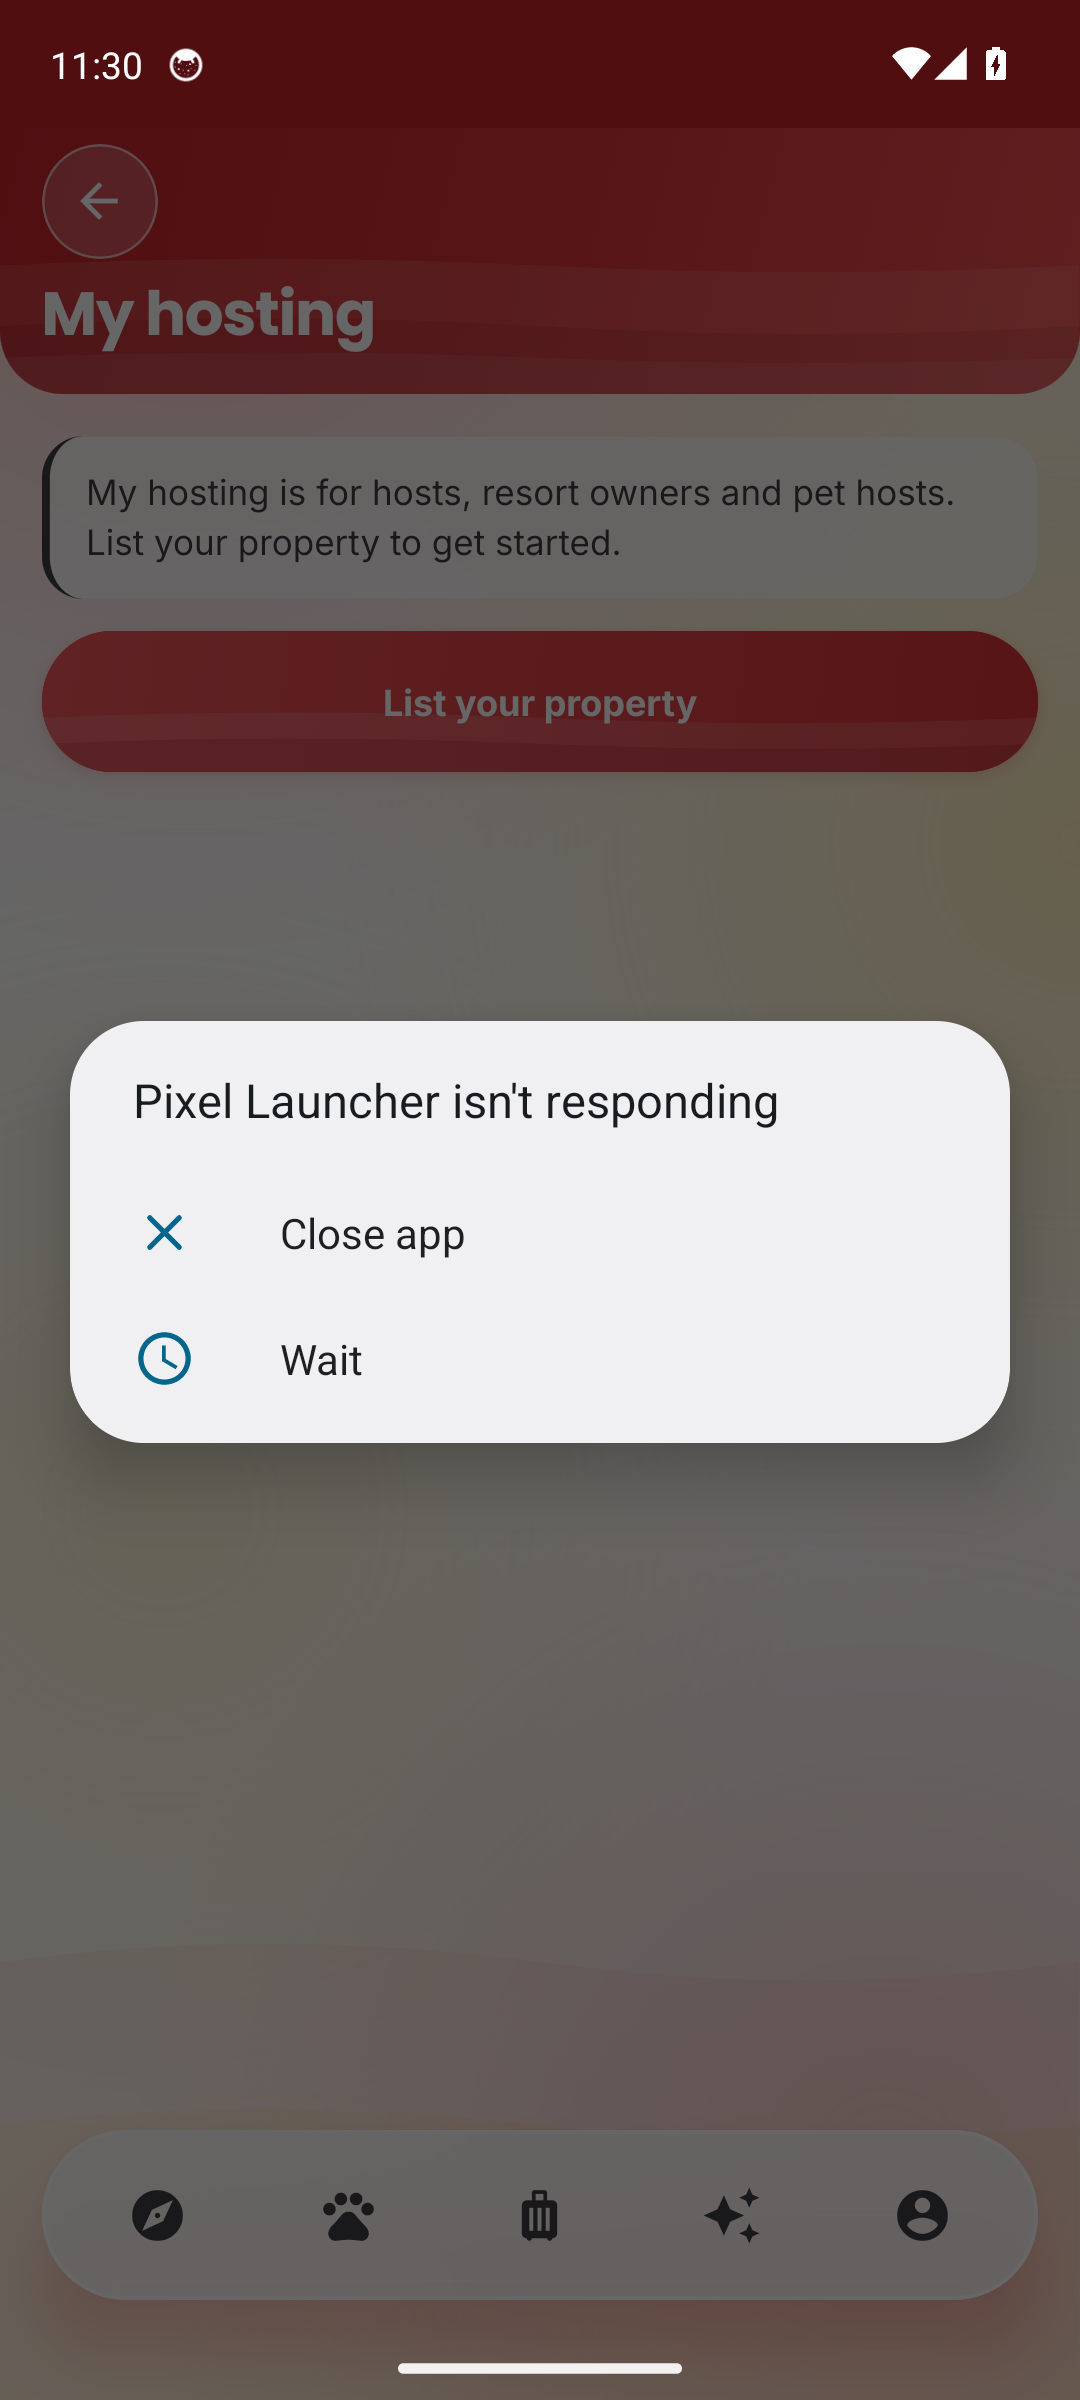 11:30
My hosting
My hosting is for hosts, resort owners and pet hosts.
List your property to get started.
List your property
Pixel Launcher isn't responding
Close app
Wait